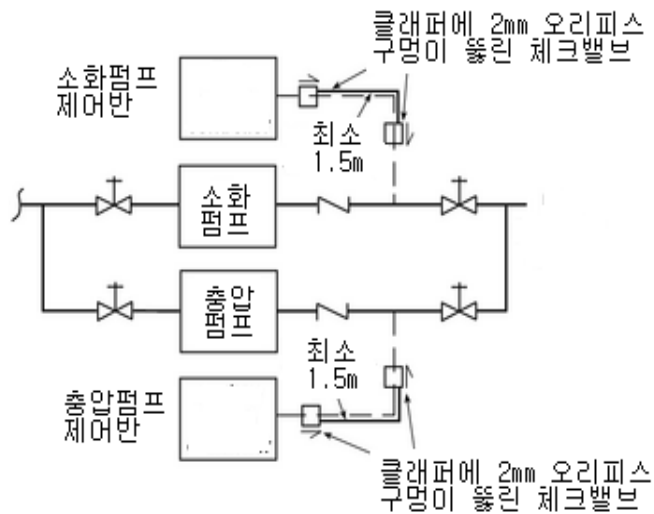 클래퍼에 2mm 오리피스
구멍이 뚫린 체크밸브
소화펌프
제어반
최소
1.5m
소화
펌프
충압
펌프
최소
1.5m
충압펌프
제어반
클래퍼에 2mm 오리피스
구멍이 뚫린 체크밸브